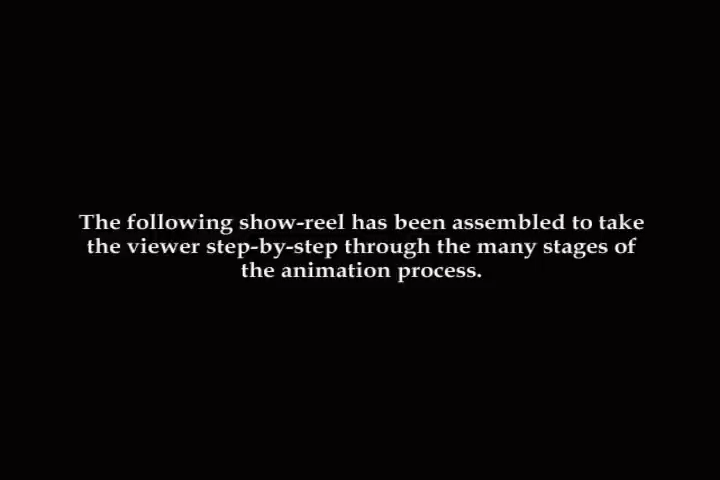 The following show-reel has been assembled to take
the viewer step-by-step through the many stages of
the animation process.